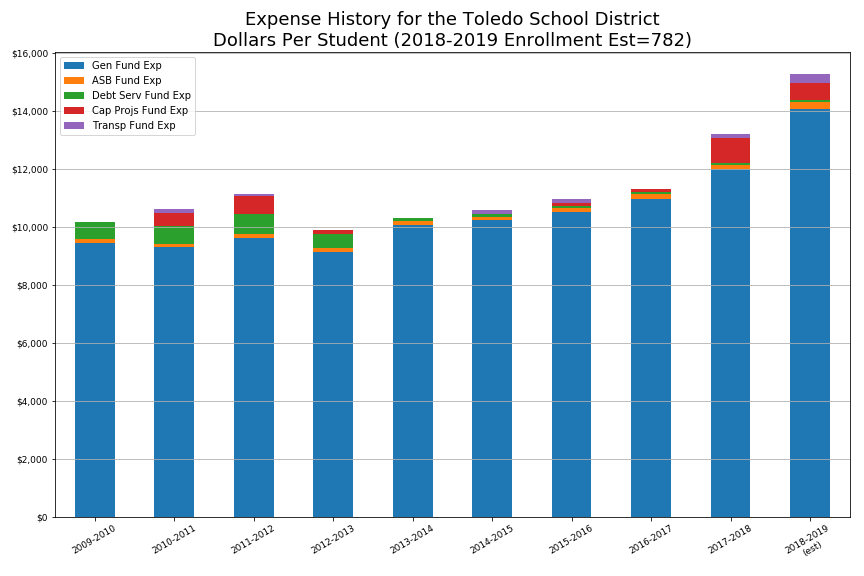 Expense History for the Toledo School District
Dollars Per Student (2018-2019 Enrollment Est=782)
$16,000
$14,000
$12,000
$10,000
$8,000
$6,000
$4,000
$2,000
$0
Gen Fund Exp
ASB Fund Exp
Debt Serv Fund Exp
Cap Projs Fund Exp
Transp Fund Exp
2009-2010
2010-2011
2011-2012
2012-2013
2013-2014
2014-2015
2015-2016
2016-2017
2017-2018
2018-2019
(est)